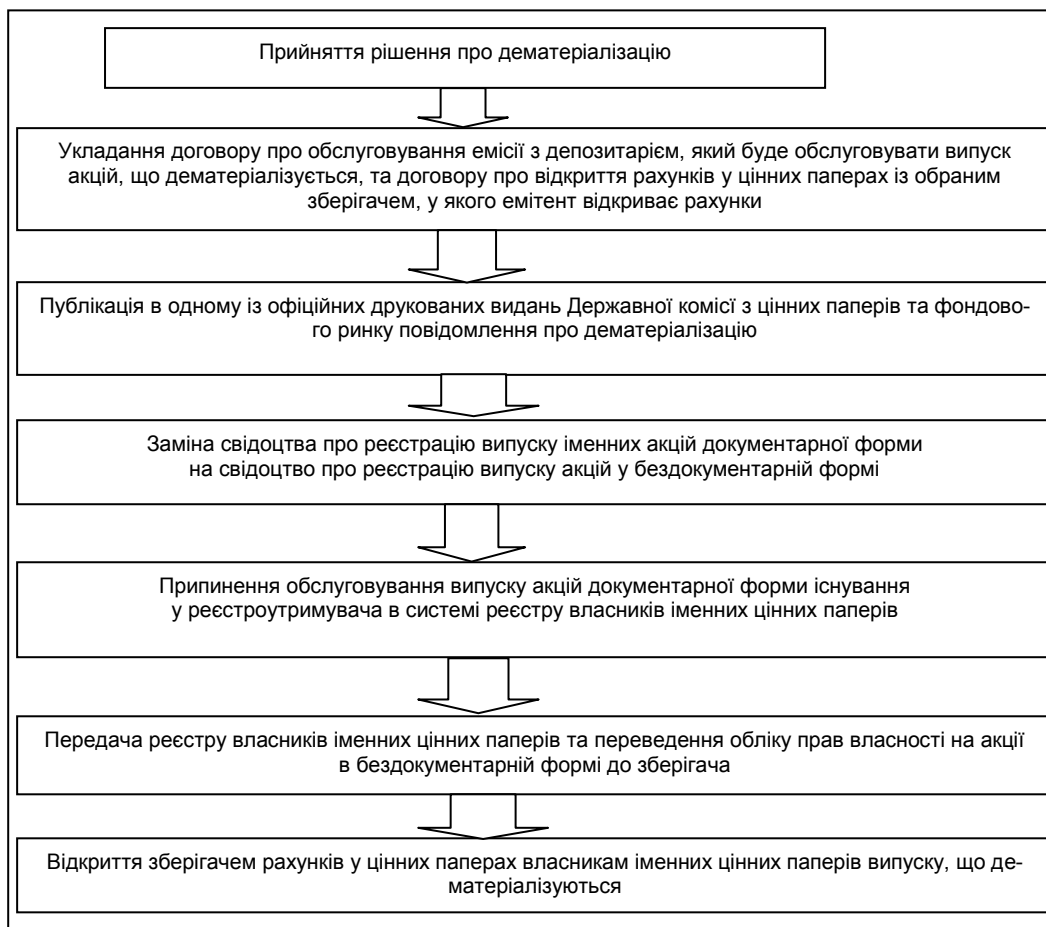 Прийняття рішення про дематеріалізацію
Укладання договору про обслуговування емісії з депозитарієм, який буде обслуговувати випуск
акцій, що дематеріалізується, та договору про відкриття рахунків у цінних паперах із обраним
зберігачем, у якого емітент відкриває рахунки
Публікація в одному із офіційних друкованих видань Державної комісії з цінних паперів та фондово-
го ринку повідомлення про дематеріалізацію
Заміна свідоцтва про реєстрацію випуску іменних акцій документарної форми
на свідоцтво про реєстрацію випуску акцій у бездокументарній формі
Припинення обслуговування випуску акцій документарної форми існування
у реєстроутримувача в системі реєстру власників іменних цінних паперів
Передача реєстру власників іменних цінних паперів та переведення обліку прав власності на акції
в бездокументарній формі до зберігача
Відкриття зберігачем рахунків у цінних паперах власникам іменних цінних паперів випуску, що де-
матеріалізуються